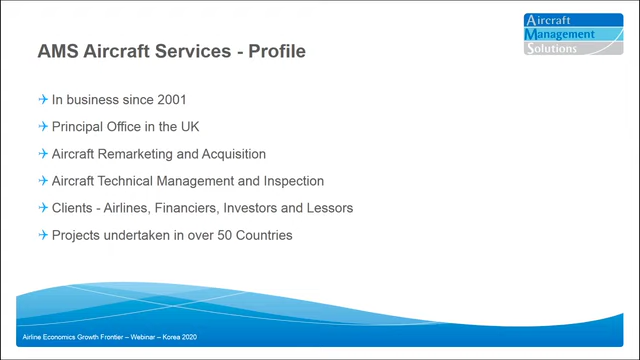 AMS Aircraft Services - Profile
Aircraft
Management
Solutions
In business since 2001
Principal Office in the UK
Aircraft Remarketing and Acquisition
Aircraft Technical Management and Inspection
Clients - Airlines, Financiers, Investors and Lessors
Projects undertaken in over 50 Countries
Airline Economics Growth Frontier – Webinar – Korea 2020